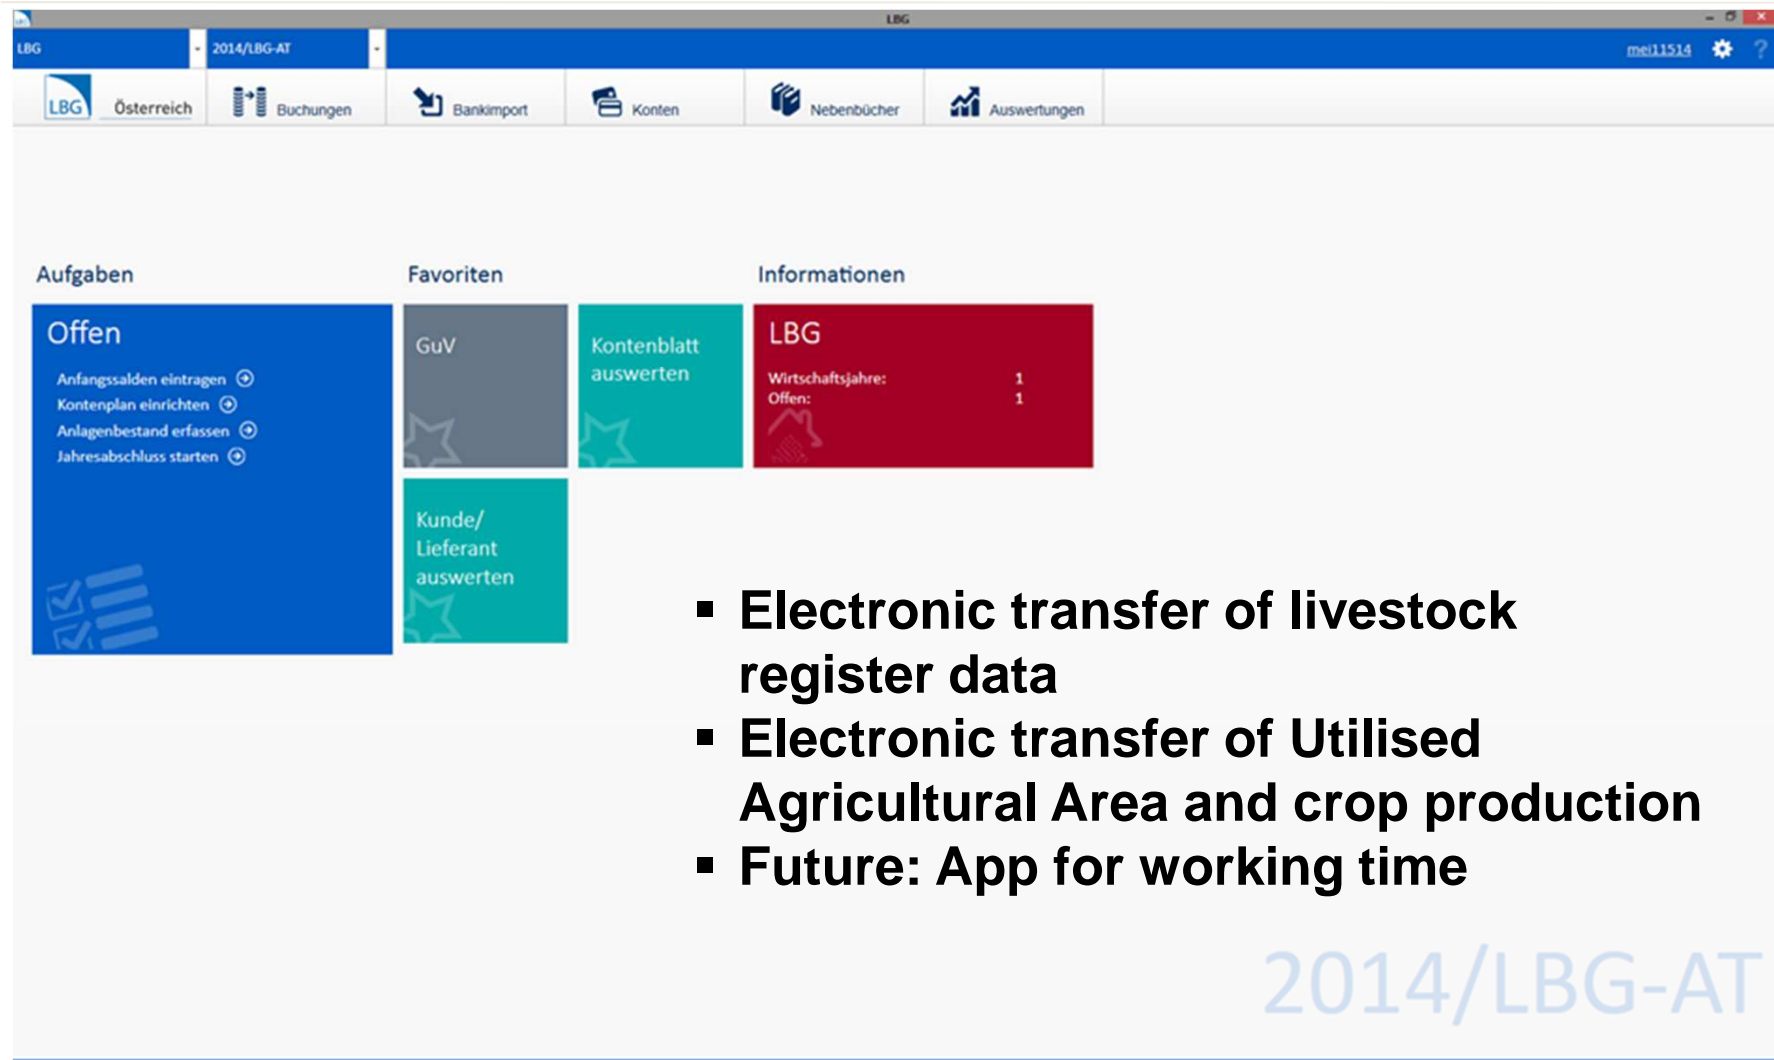 LBG
LBG 2014/LBG-AT mei11514 ?
LBG Österreich Buchungen Bankimport Konten Nebenbücher Auswertungen
Aufgaben
Offen
Anfangssalden eintragen
Kontenplan einrichten
Anlagenbestand erfassen
Jahresabschluss starten
Favoriten
GuV
Kontenblatt
auswerten
Kunde/
Lieferant
auswerten
Informationen
LBG
Wirtschaftsjahre: 1
Offen: 1
▪ Electronic transfer of livestock
register data
▪ Electronic transfer of Utilised
Agricultural Area and crop production
▪ Future: App for working time
2014/LBG-AT